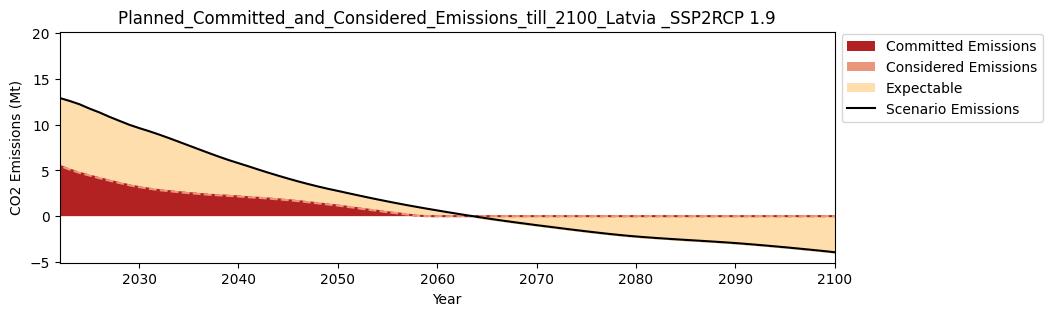 Planned_Committed_and_Considered_Emissions_till_2100_Latvia _SSP2RCP 1.9
20
15
10
5
0
−5
CO2 Emissions (Mt)
2030
2040
2050
2060
2070
2080
2090
2100
Year
Committed Emissions
Considered Emissions
Expectable
Scenario Emissions